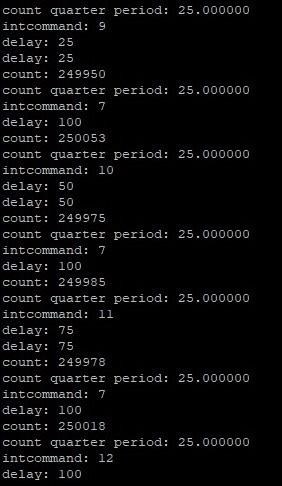 count quarter period: 25.000000
intcommand: 9
delay: 25
delay: 25
count: 249950
count quarter period: 25.000000
intcommand: 7
delay: 100
count: 250053
count quarter period: 25.000000
intcommand: 10
delay: 50
delay: 50
count: 249975
count quarter period: 25.000000
intcommand: 7
delay: 100
count: 249985
count quarter period: 25.000000
intcommand: 11
delay: 75
delay: 75
count: 249978
count quarter period: 25.000000
intcommand: 7
delay: 100
count: 250018
count quarter period: 25.000000
intcommand: 12
delay: 100